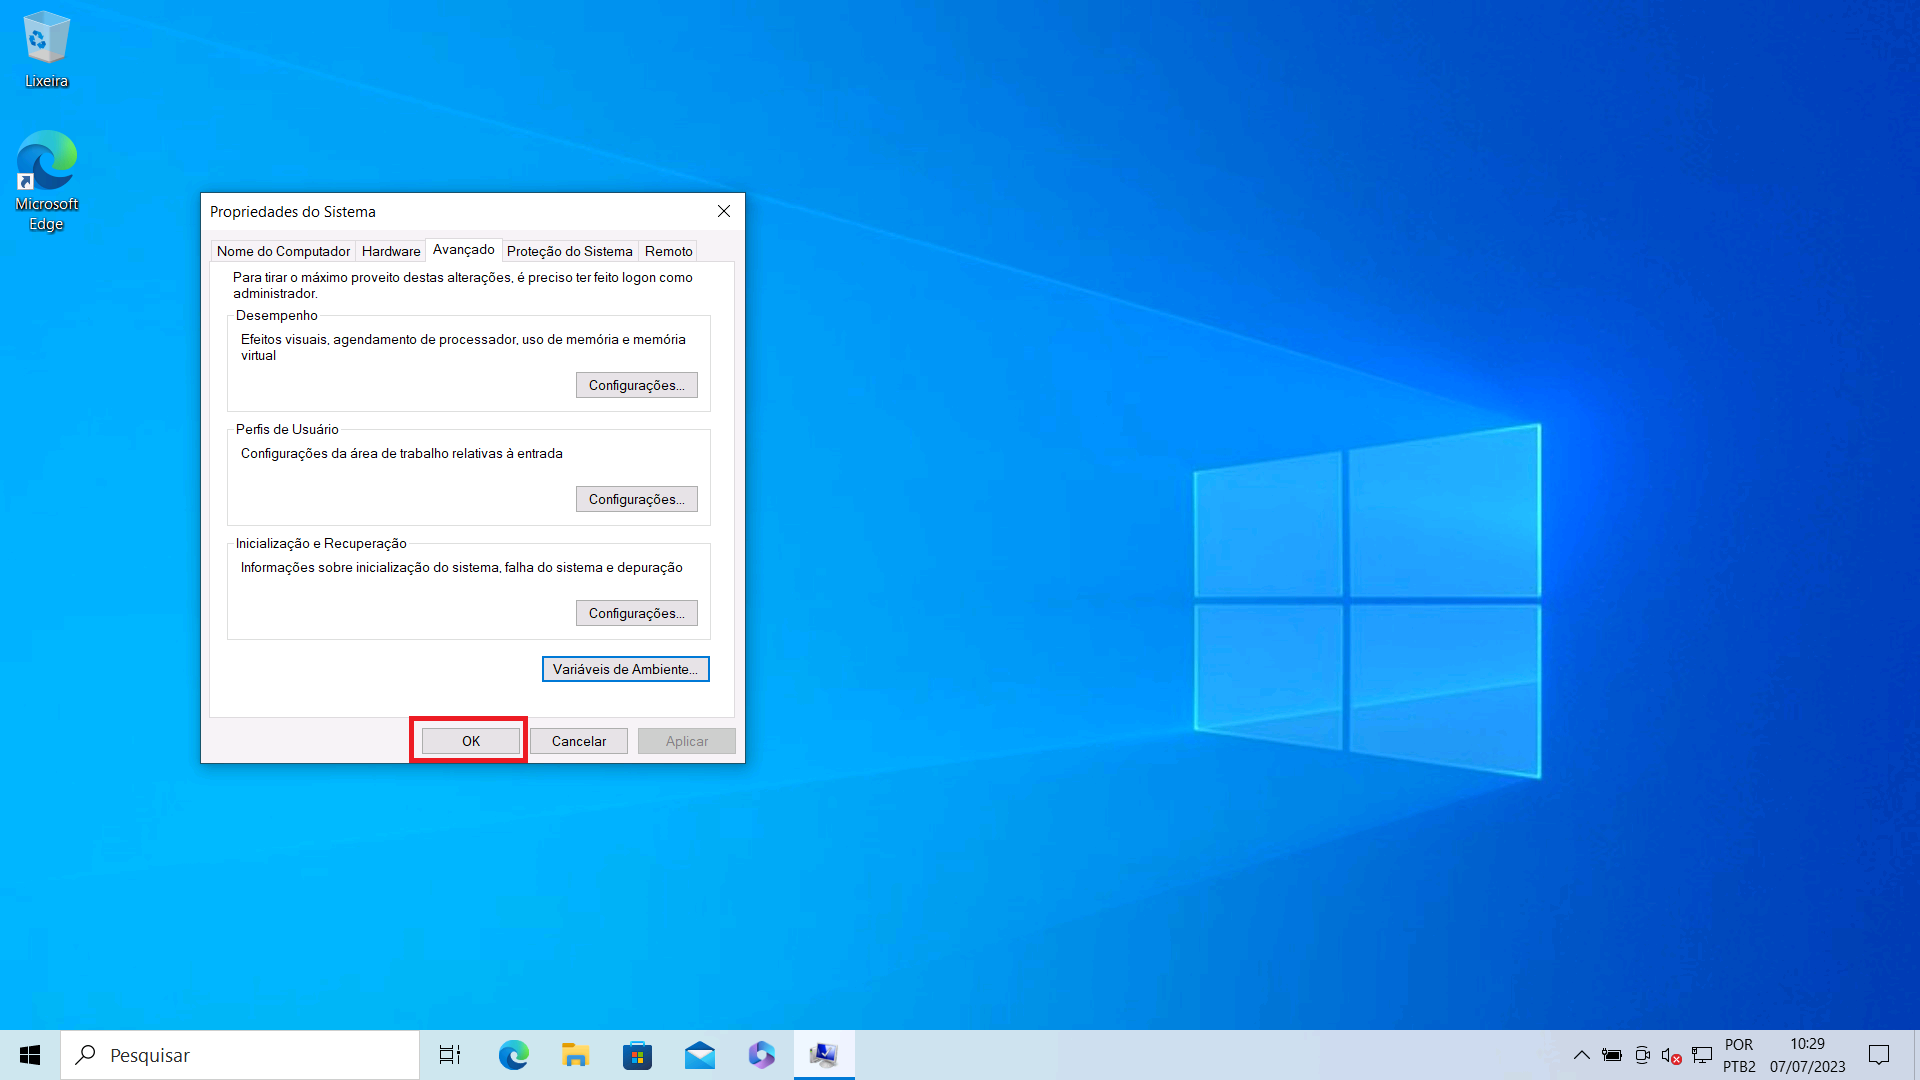 Lixeira
Microsoft
Edge
Propriedades do Sistema
Nome do Computador Hardware Avançado Proteção do Sistema Remoto
Para tirar o máximo proveito destas alterações, é preciso ter feito logon como
administrador.
Desempenho
Efeitos visuais, agendamento de processador, uso de memória e memória
virtual
Configurações...
Perfis de Usuário
Configurações da área de trabalho relativas à entrada
Configurações...
Inicialização e Recuperação
Informações sobre inicialização do sistema, falha do sistema e depuração
Configurações...
Variáveis de Ambiente...
OK Cancelar Aplicar
Pesquisar
POR 10:29
PTB2 07/07/2023